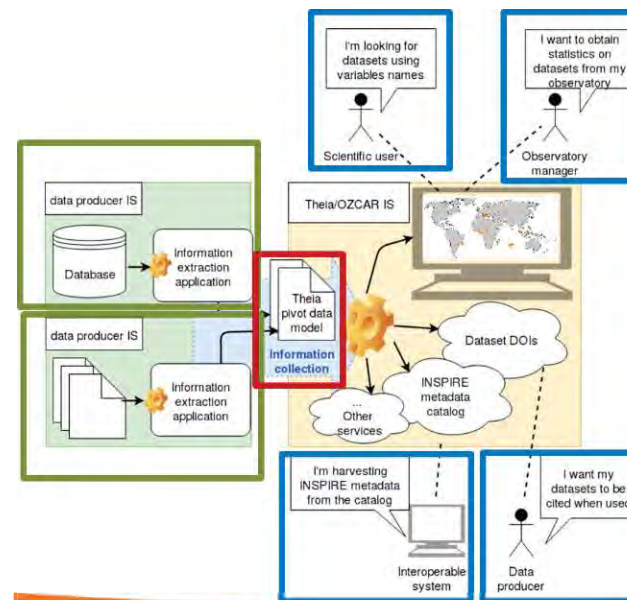 I'm looking for
datasets using
variables names
Scientific user
I want to obtain
statistics on
datasets from my
observatory
Observatory
manager
data producer IS
Database
Information
extraction
application
data producer IS
Information
extraction
application
Theia
pivot data
model
Information
collection
Theia/OZCAR IS
Dataset DOIs
INSPIRE
metadata
catalog
...
Other
services
I'm harvesting
INSPIRE metadata
from the catalog
Interoperable
system
I want my
datasets to be
cited when used
Data
producer